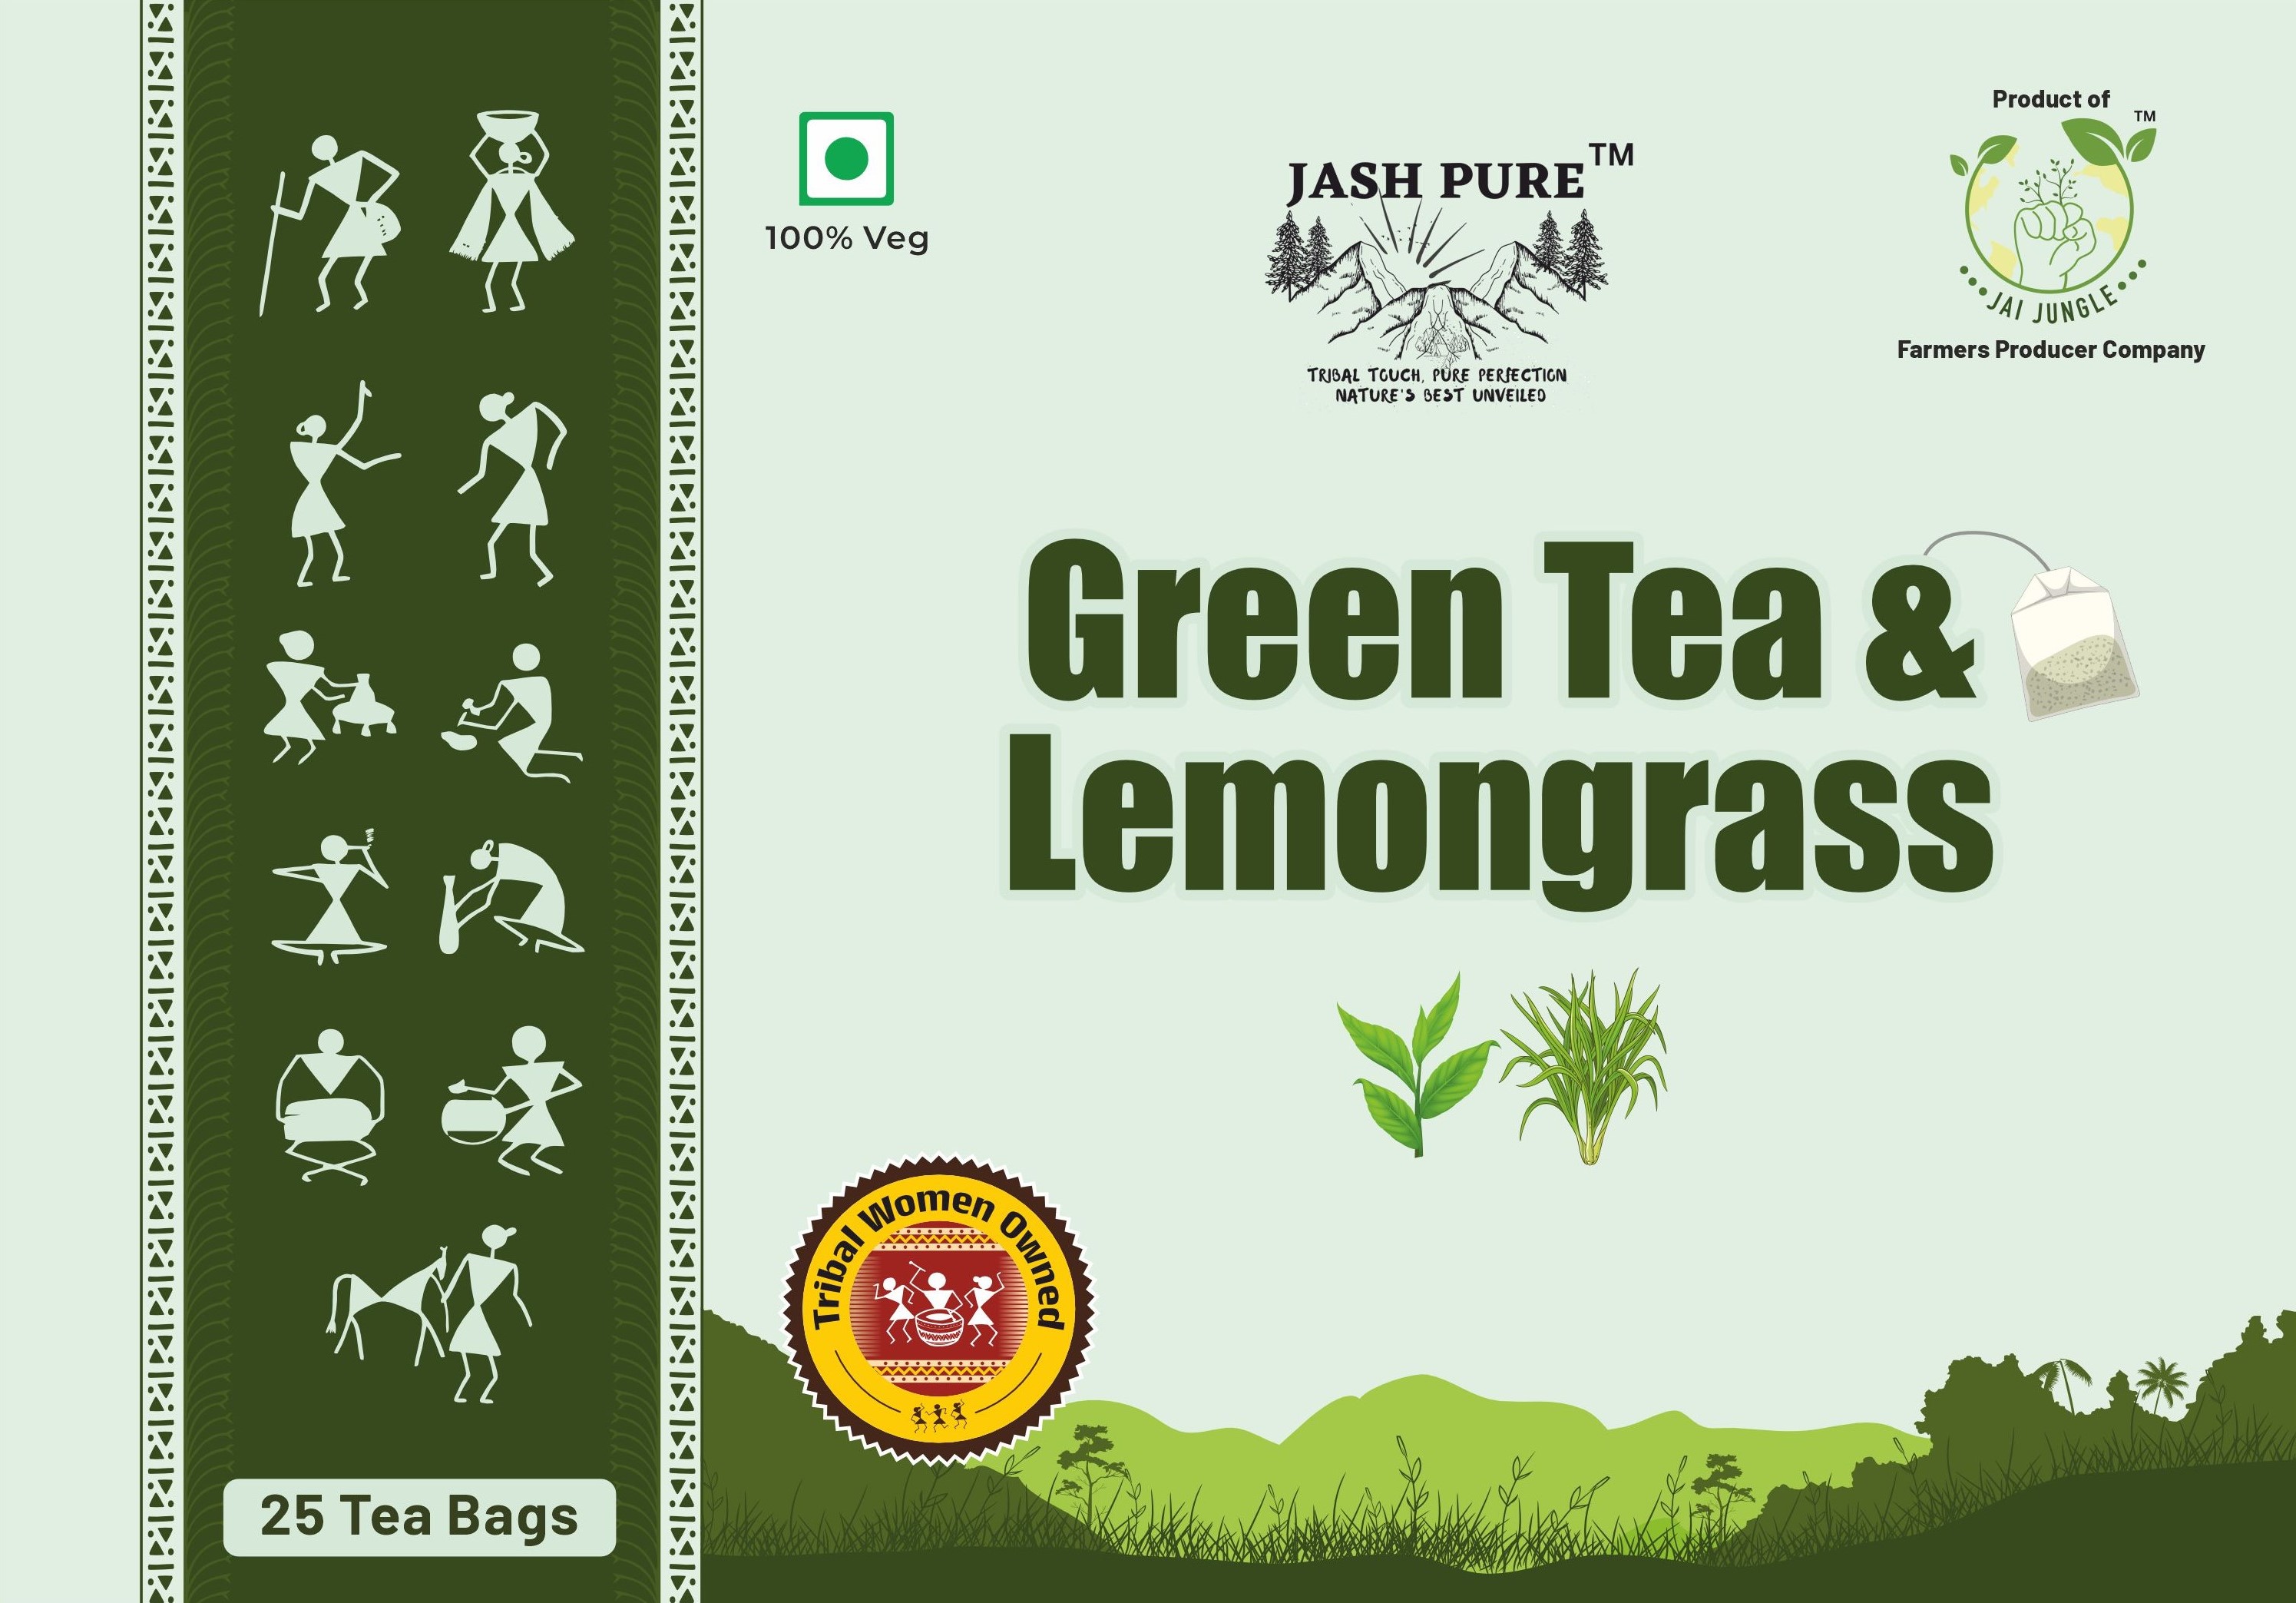 100% Veg
JASH PURE™
TRIBAL TOUCH, PURE PERFECTION
NATURE'S BEST UNVEILED
Product of
TM
JAI JUNGLE
Farmers Producer Company
Green Tea &
Lemongrass
Tribal Women Owned
25 Tea Bags